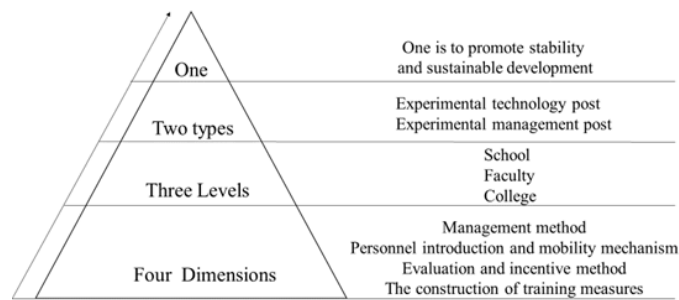 One
One is to promote stability
and sustainable development
Two types
Experimental technology post
Experimental management post
Three Levels
School
Faculty
College
Four Dimensions
Management method
Personnel introduction and mobility mechanism
Evaluation and incentive method
The construction of training measures